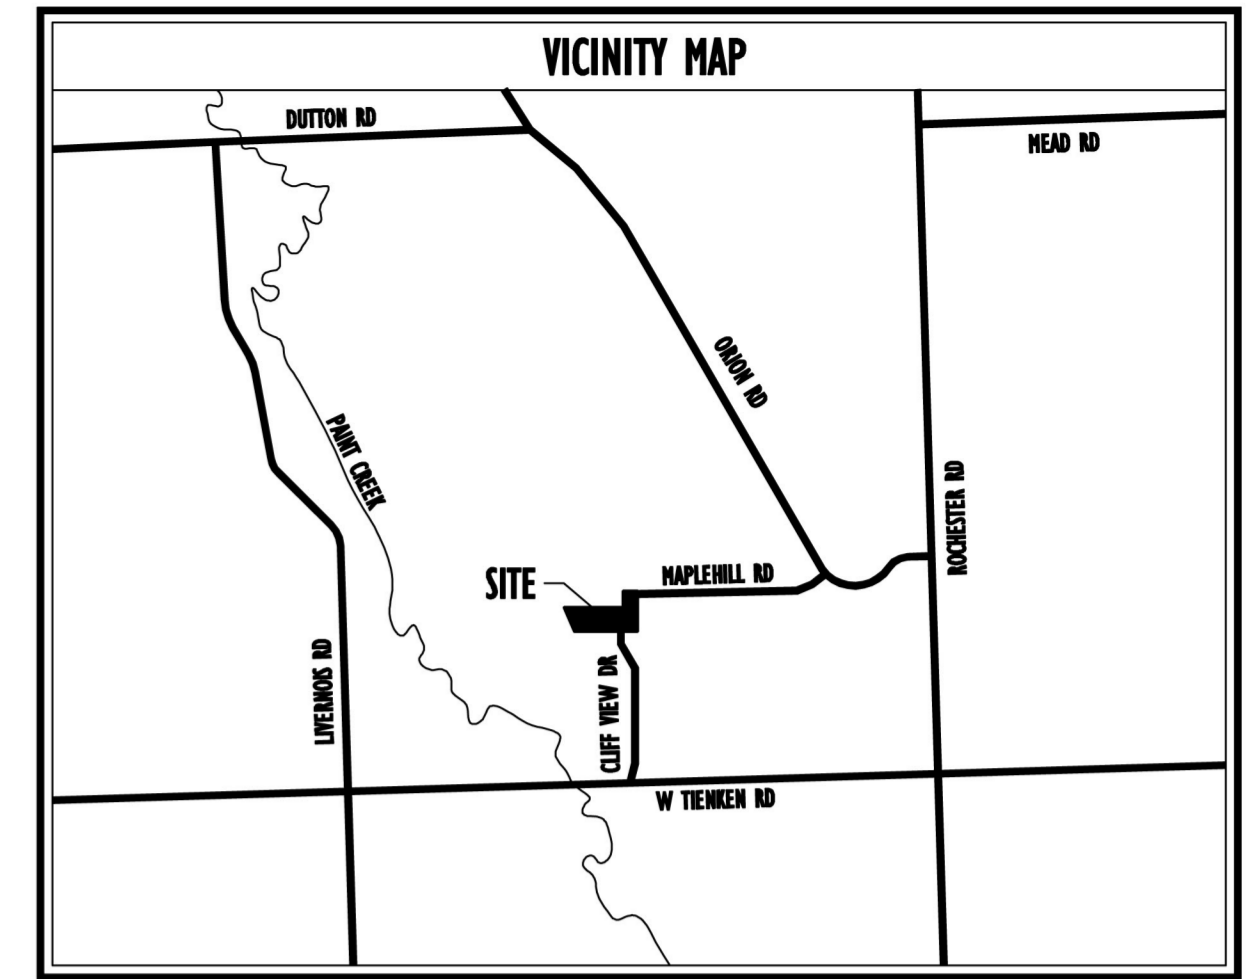 VICINITY MAP
DUTTON RD
MEAD RD
ORION RD
PAINT CREEK
ROCHESTER RD
MAPLEHILL RD
SITE
LIVERNOIS RD
CLIFF VIEW DR
W TIENKEN RD